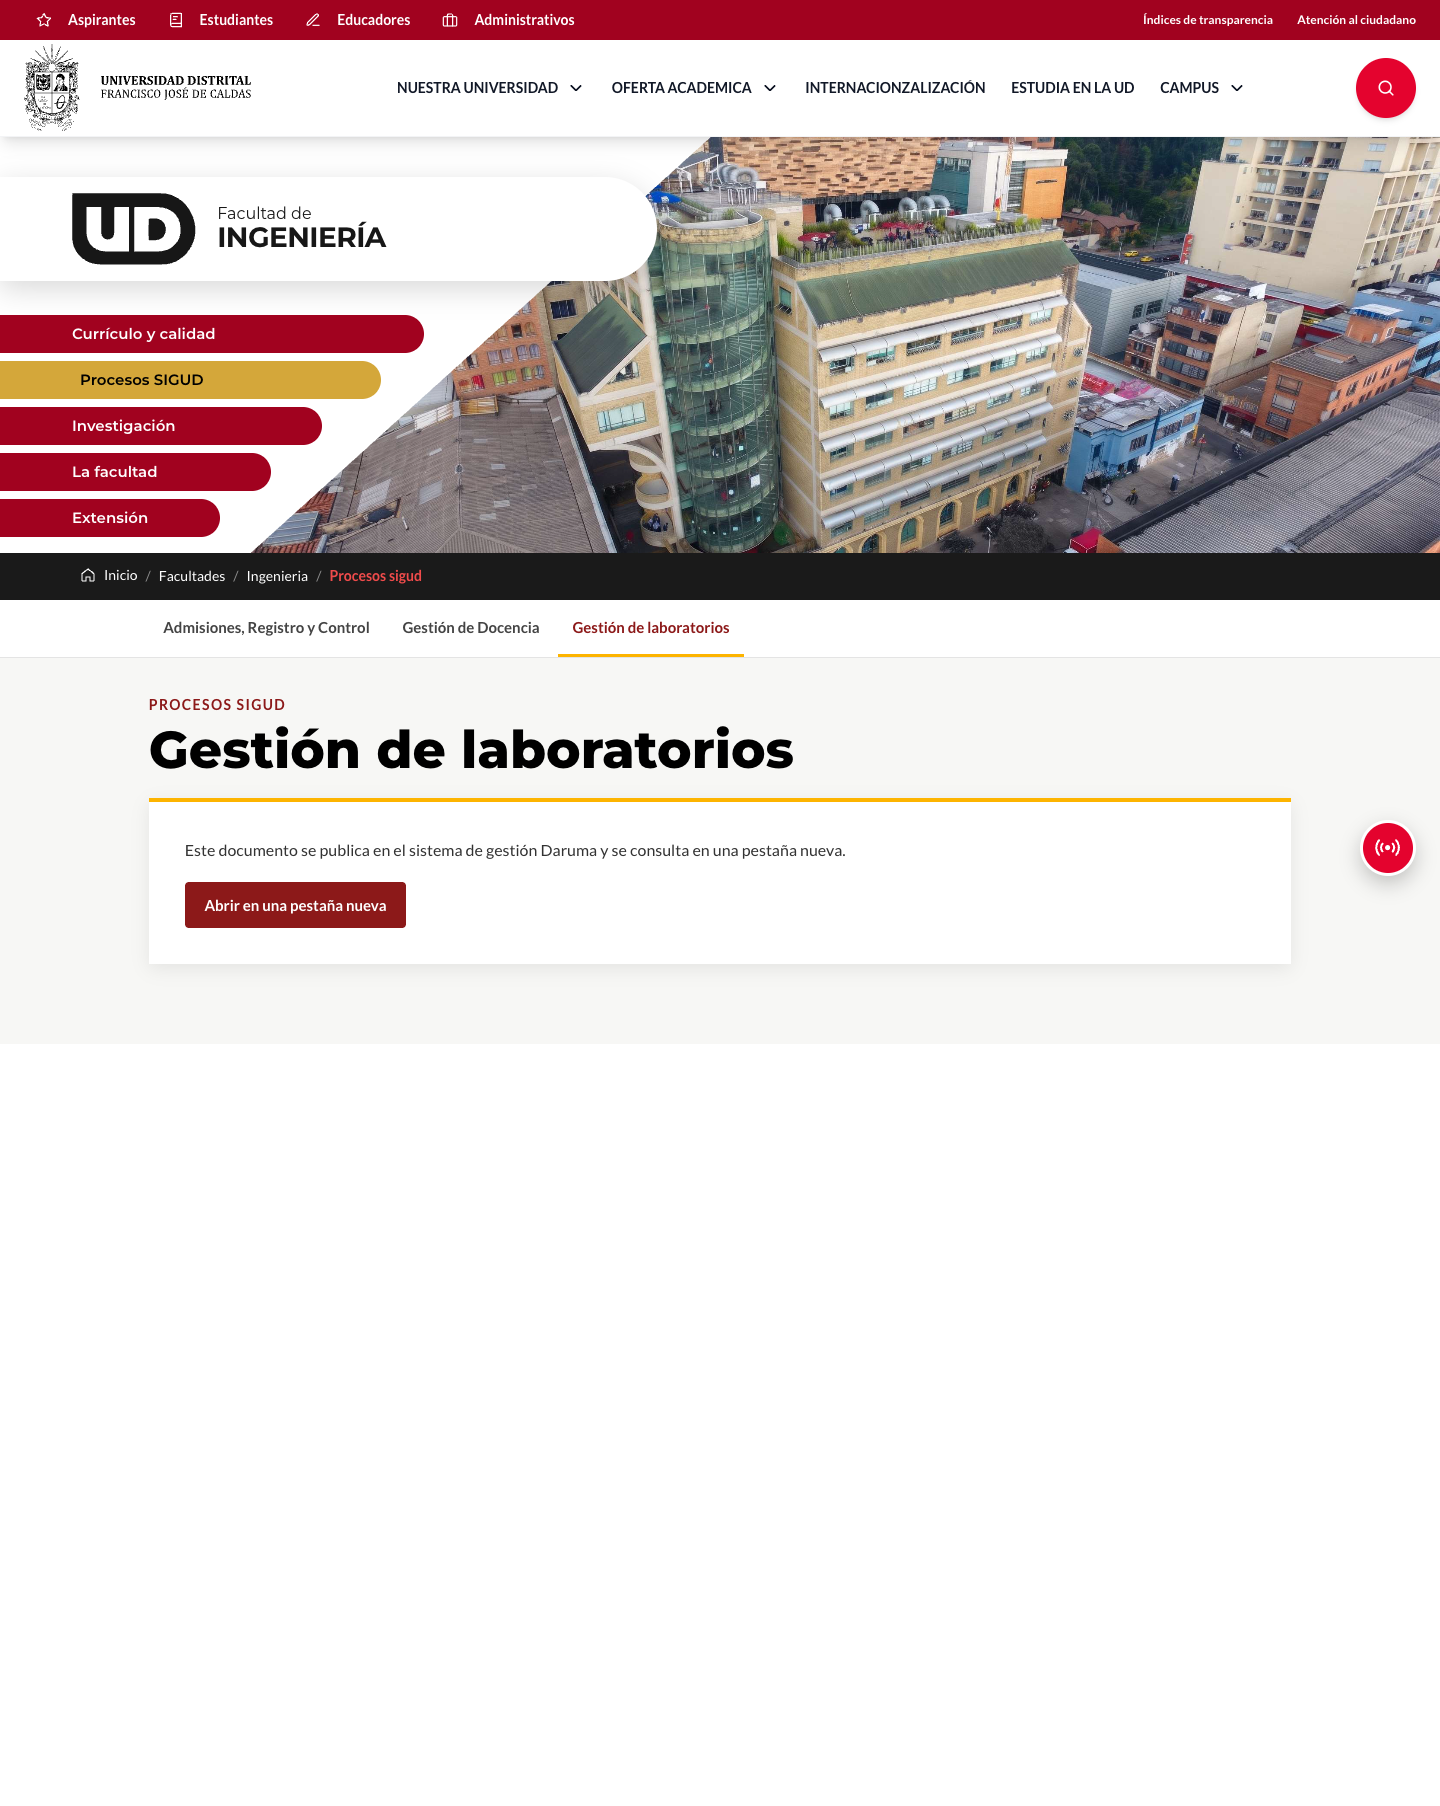 Aspirantes
Estudiantes
Educadores
Administrativos
Índices de transparencia
Atención al ciudadano
UNIVERSIDAD DISTRITAL
FRANCISCO JOSÉ DE CALDAS
NUESTRA UNIVERSIDAD
OFERTA ACADEMICA
INTERNACIONZALIZACIÓN
ESTUDIA EN LA UD
CAMPUS
UD
Facultad de
INGENIERÍA
Currículo y calidad
Procesos SIGUD
Investigación
La facultad
Extensión
Inicio / Facultades / Ingenieria / Procesos sigud
Admisiones, Registro y Control
Gestión de Docencia
Gestión de laboratorios
PROCESOS SIGUD
Gestión de laboratorios
Este documento se publica en el sistema de gestión Daruma y se consulta en una pestaña nueva.
Abrir en una pestaña nueva